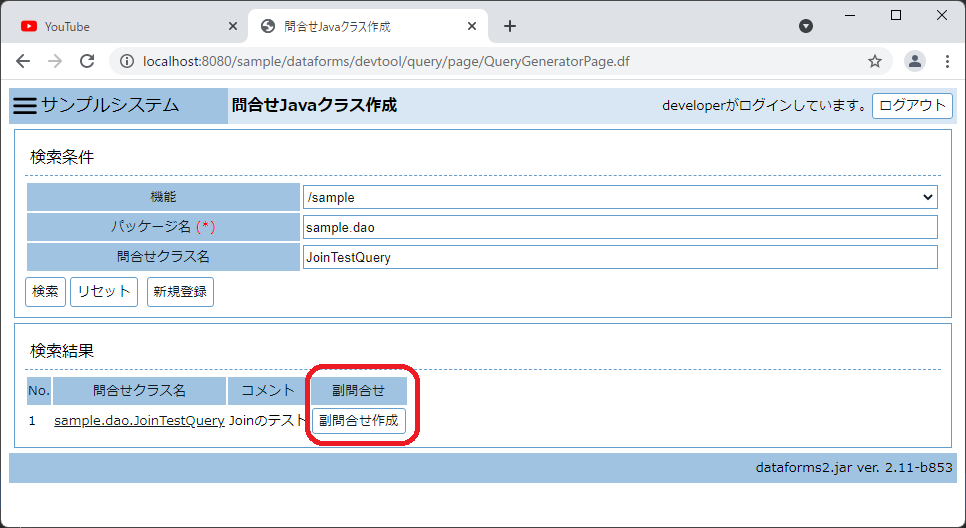 YouTube
問合せJavaクラス作成
localhost:8080/sample/dataforms/devtool/query/page/QueryGeneratorPage.df
サンプルシステム 問合せJavaクラス作成 developerがログインしています。 ログアウト
検索条件
機能 /sample
パッケージ名 (*) sample.dao
問合せクラス名 JoinTestQuery
検索 リセット 新規登録
検索結果
No. 問合せクラス名 コメント 副問合せ
1 sample.dao.JoinTestQuery Joinのテスト 副問合せ作成
dataforms2.jar ver. 2.11-b853